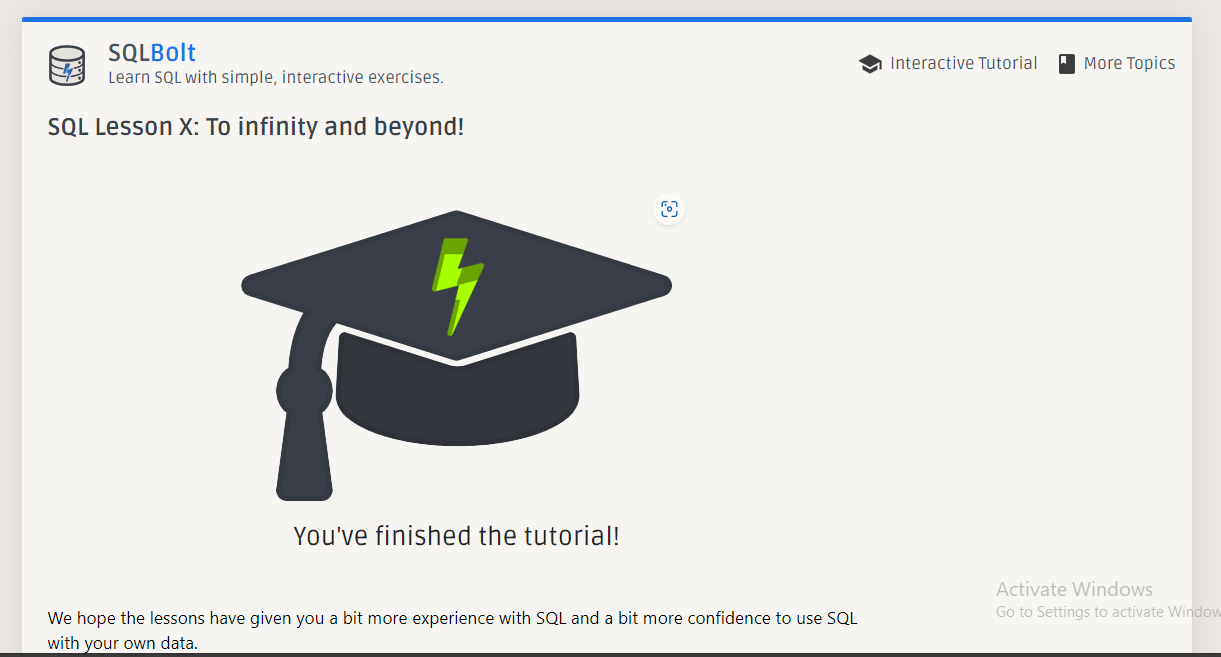 SQLBolt
Learn SQL with simple, interactive exercises.
Interactive Tutorial
More Topics
SQL Lesson X: To infinity and beyond!
You've finished the tutorial!
We hope the lessons have given you a bit more experience with SQL and a bit more confidence to use SQL
with your own data.
Activate Windows
Go to Settings to activate Window